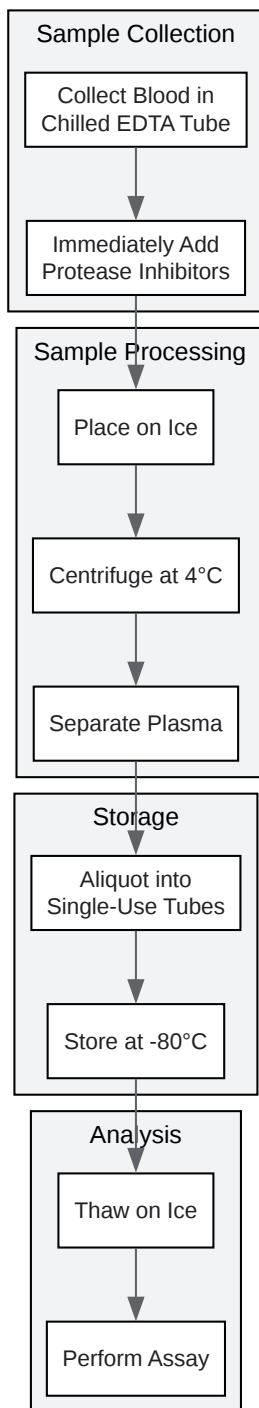 Sample Collection
Collect Blood in
Chilled EDTA Tube
Immediately Add
Protease Inhibitors
Sample Processing
Place on Ice
Centrifuge at 4°C
Separate Plasma
Storage
Aliquot into
Single-Use Tubes
Store at -80°C
Analysis
Thaw on Ice
Perform Assay